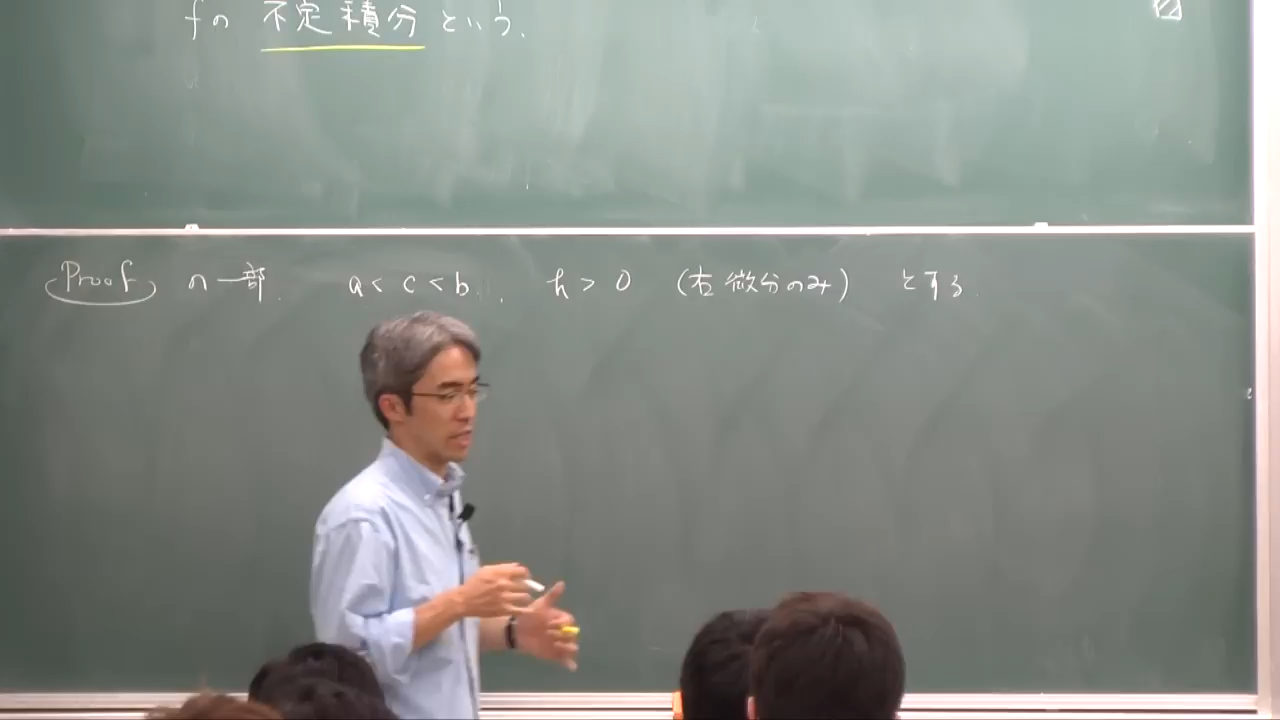 fの 不定積分 という.
Proof の一部. a < c < b, h > 0 (右微分のみ) とする.